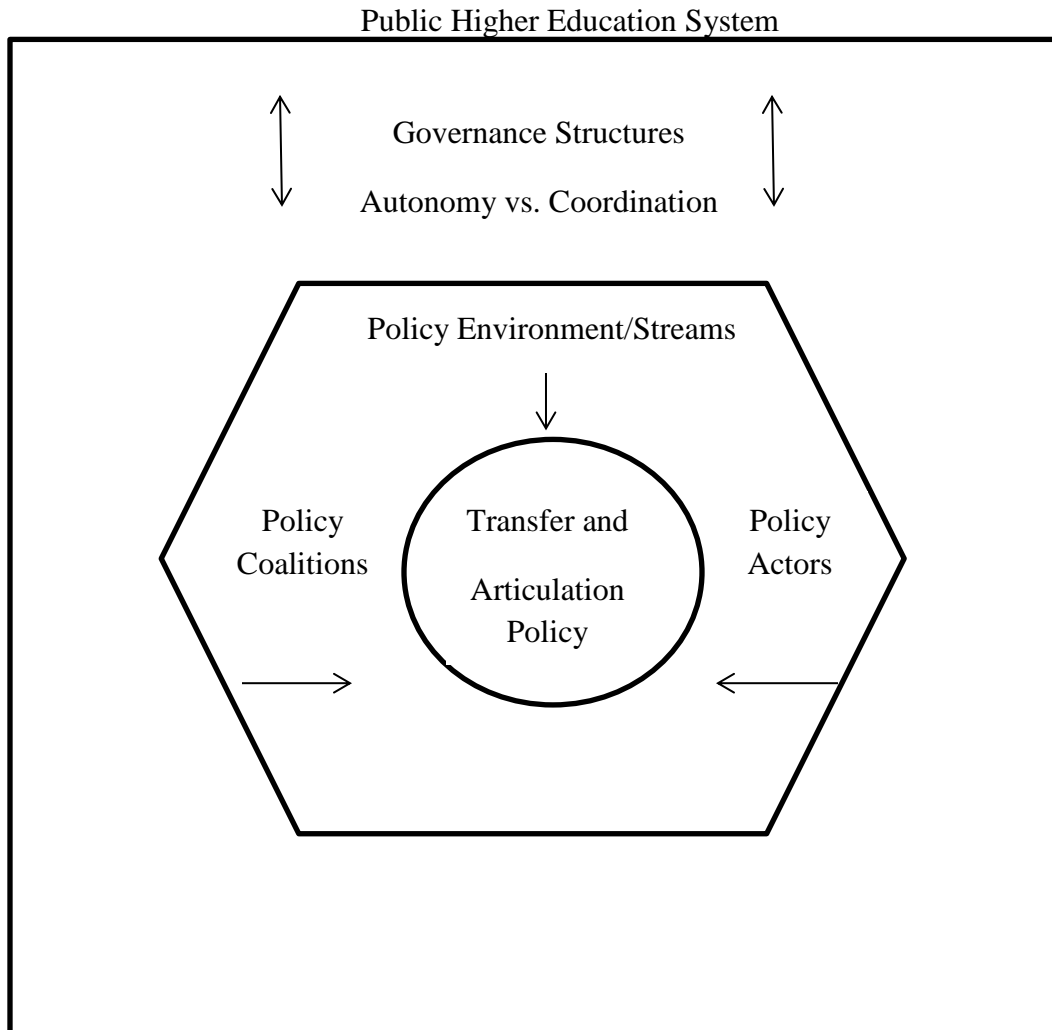 Public Higher Education System
Governance Structures
Autonomy vs. Coordination
Policy Environment/Streams
Policy
Coalitions
Transfer and
Articulation
Policy
Policy
Actors